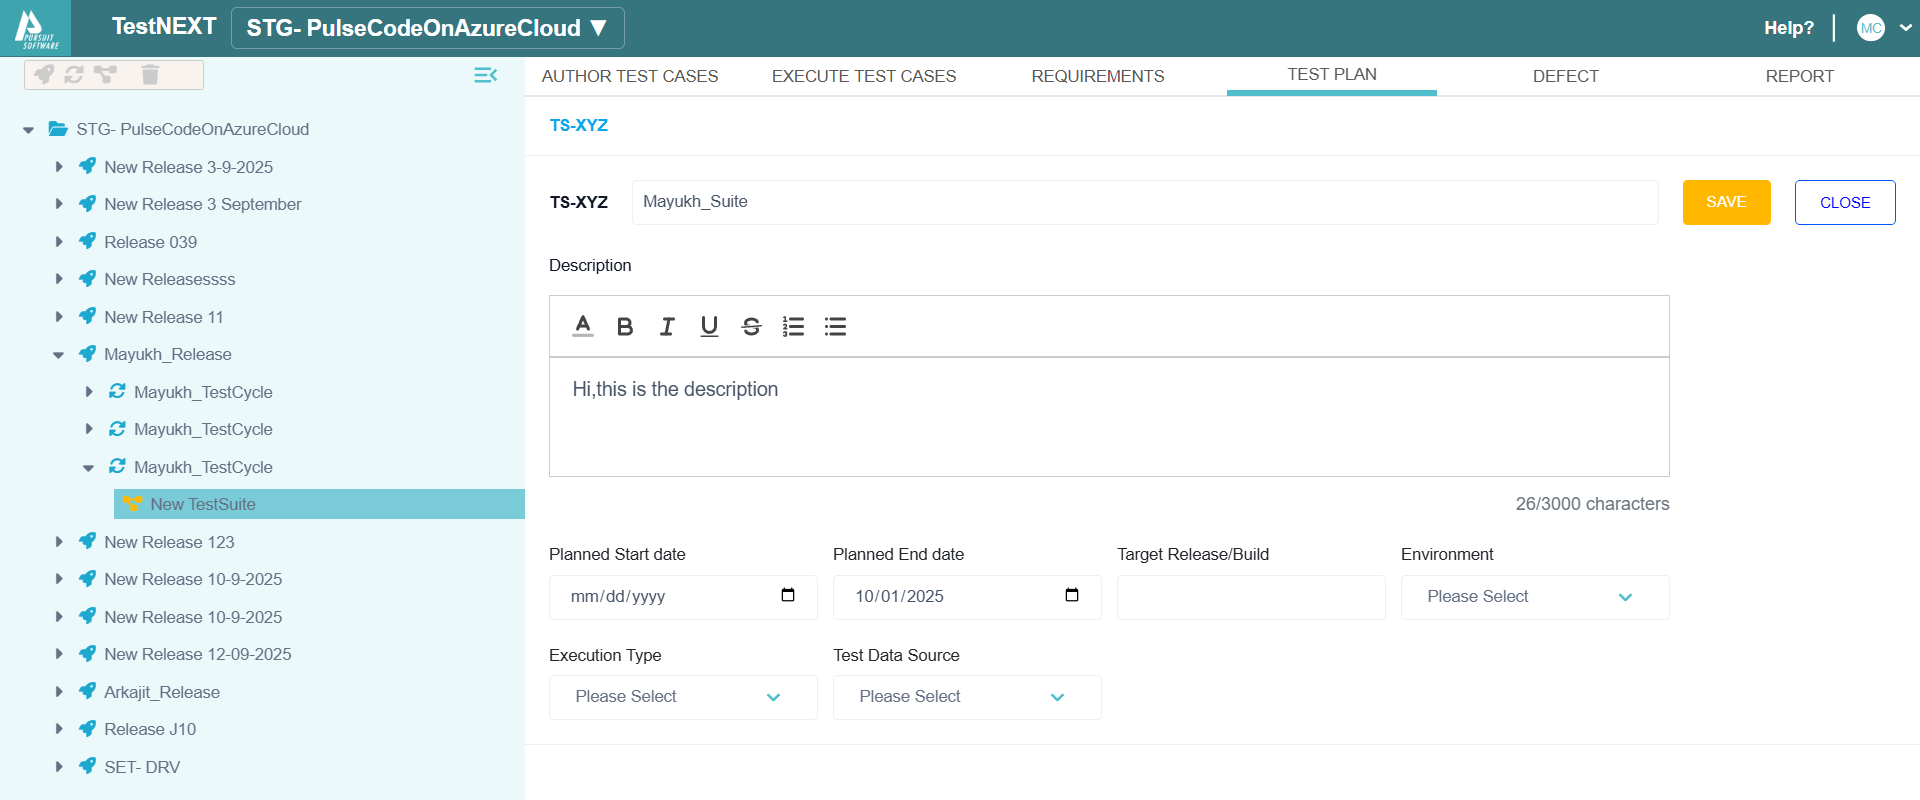 PURSUIT
SOFTWARE
TestNEXT
STG- PulseCodeOnAzureCloud ▼
Help?
MC
AUTHOR TEST CASES
EXECUTE TEST CASES
REQUIREMENTS
TEST PLAN
DEFECT
REPORT
STG- PulseCodeOnAzureCloud
New Release 3-9-2025
New Release 3 September
Release 039
New Releasessss
New Release 11
Mayukh_Release
Mayukh_TestCycle
Mayukh_TestCycle
Mayukh_TestCycle
New TestSuite
New Release 123
New Release 10-9-2025
New Release 10-9-2025
New Release 12-09-2025
Arkajit_Release
Release J10
SET- DRV
TS-XYZ
TS-XYZ
Mayukh_Suite
SAVE
CLOSE
Description
Hi,this is the description
26/3000 characters
Planned Start date
Planned End date
Target Release/Build
Environment
mm/dd/yyyy
10/01/2025
Please Select
Execution Type
Test Data Source
Please Select
Please Select